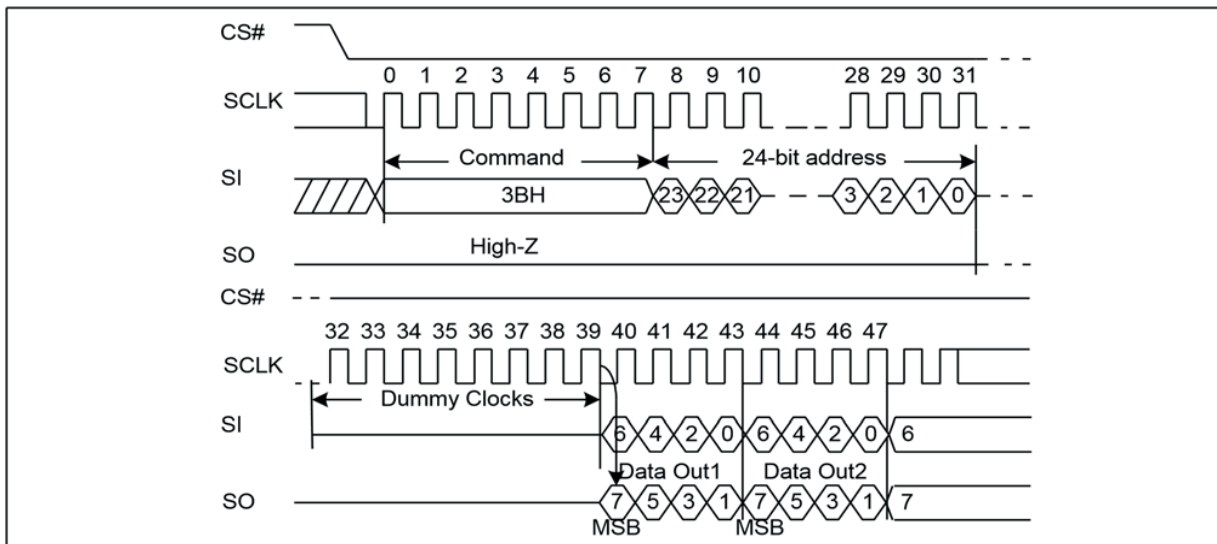 CS#
0 1 2 3 4 5 6 7 8 9 10 28 29 30 31
SCLK
Command 24-bit address
SI 3BH 23 22 21 3 2 1 0
High-Z
SO
CS#
32 33 34 35 36 37 38 39 40 41 42 43 44 45 46 47
SCLK
Dummy Clocks
SI 6 4 2 0 6 4 2 0 6
Data Out1 Data Out2
SO 7 5 3 1 7 5 3 1 7
MSB MSB